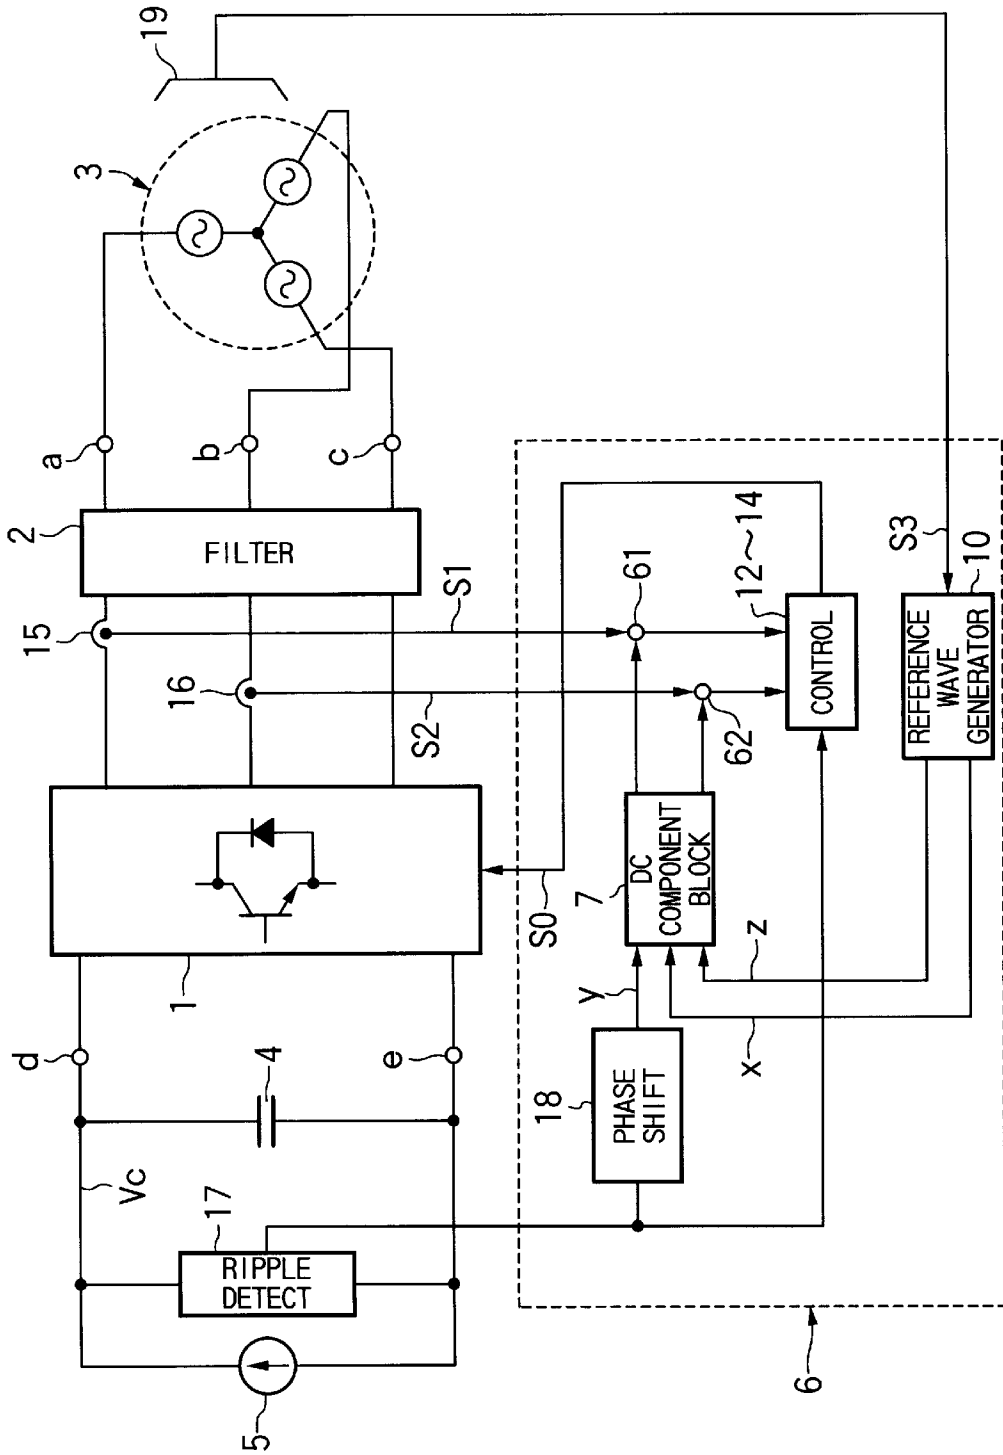 19
3
a
b
c
2
FILTER
15
16
S1
S2
61
62
12~14
CONTROL
S3
10
REFERENCE
WAVE
GENERATOR
1
S0
7
DC
COMPONENT
BLOCK
y
z
x
d
e
4
Vc
17
RIPPLE
DETECT
18
PHASE
SHIFT
5
6